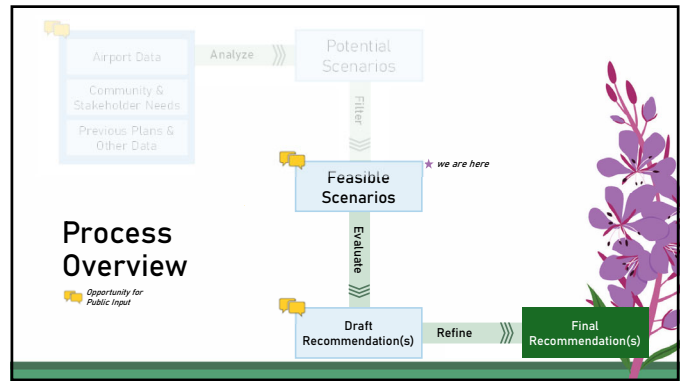 Airport Data
Analyze
Potential
Scenarios
Community &
Stakeholder Needs
Previous Plans &
Other Data
Filter
we are here
Feasible
Scenarios
Process
Overview
Evaluate
Opportunity for
Public Input
Draft
Recommendation(s)
Refine
Final
Recommendation(s)